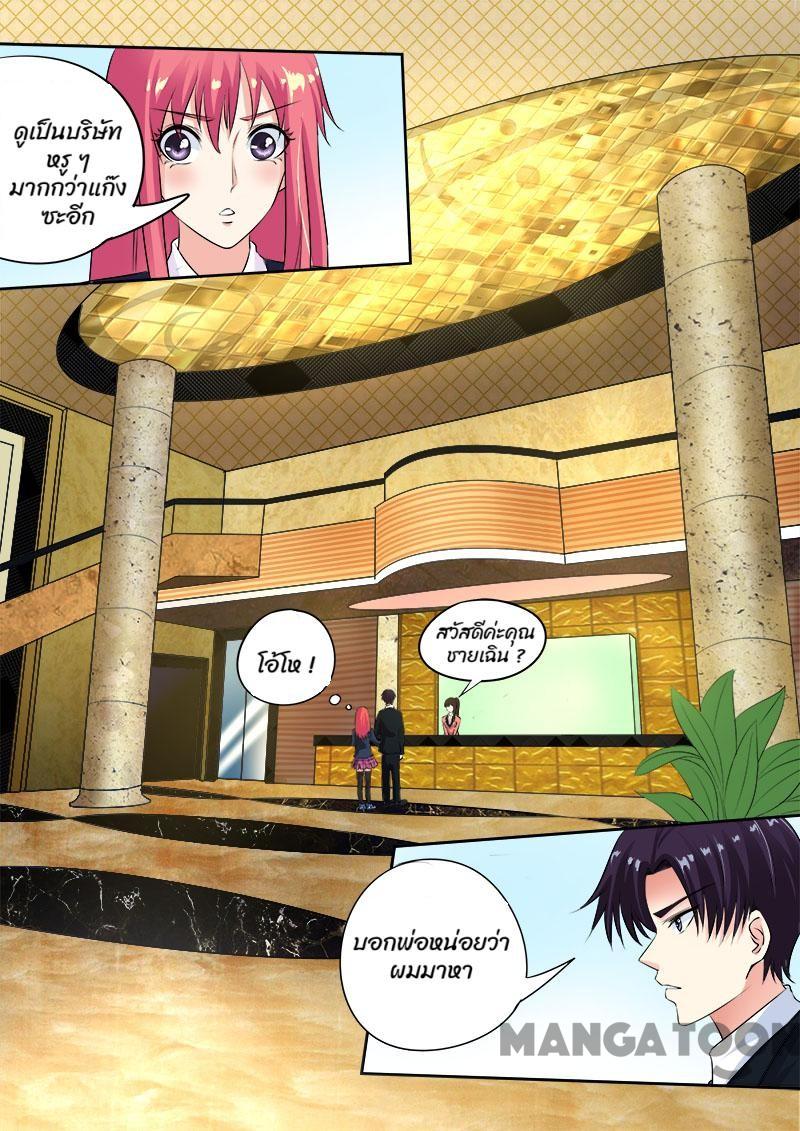 ดูเป็นบริษัท
หรู ๆ
มากกว่าแก๊ง
ซะอีก
โอ้โห !
สวัสดีค่ะคุณ
ชายเฉิน ?
บอกพ่อหน่อยว่า
ผมมาหา
MANGATOON